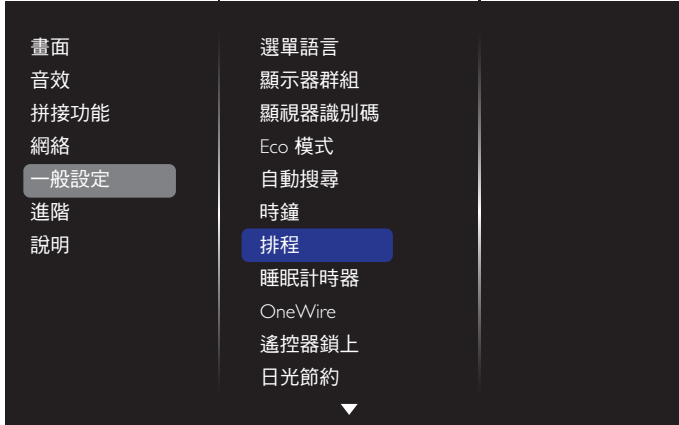 畫面
音效
拼接功能
網絡
一般設定
進階
說明
選單語言
顯示器群組
顯視器識別碼
Eco 模式
自動搜尋
時鐘
排程
睡眠計時器
OneWire
遙控器鎖上
日光節約